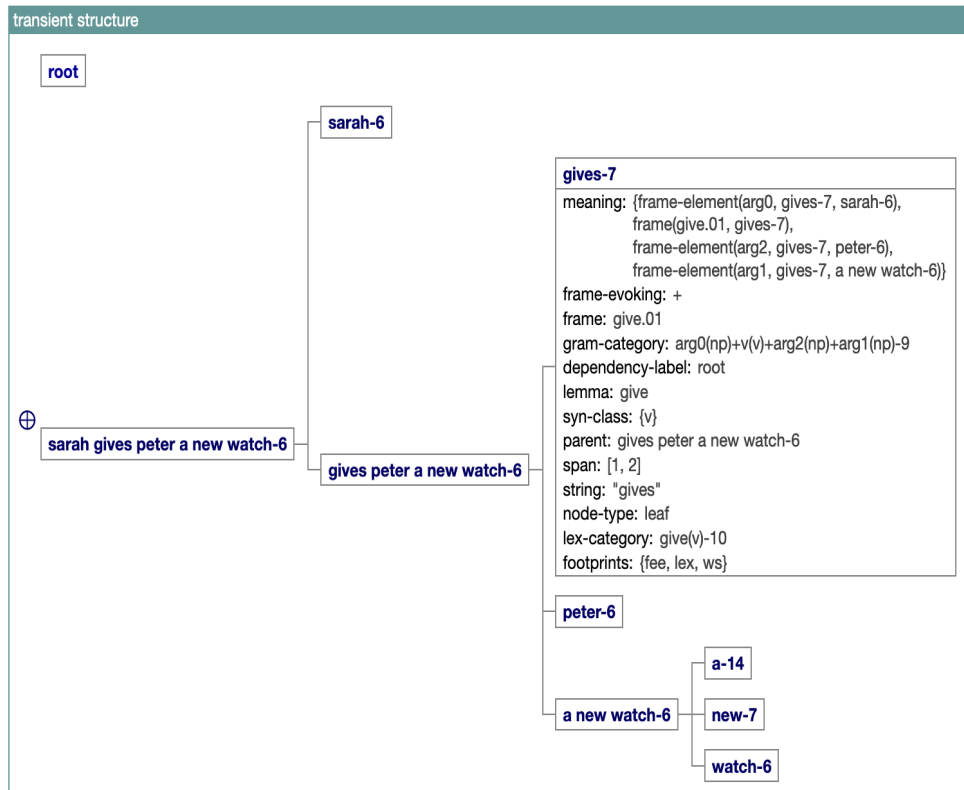 transient structure
root
sarah-6
gives-7
meaning: {frame-element(arg0, gives-7, sarah-6),
frame(give.01, gives-7),
frame-element(arg2, gives-7, peter-6),
frame-element(arg1, gives-7, a new watch-6)}
frame-evoking: +
frame: give.01
gram-category: arg0(np)+v(v)+arg2(np)+arg1(np)-9
dependency-label: root
lemma: give
syn-class: {v}
parent: gives peter a new watch-6
span: [1, 2]
string: "gives"
node-type: leaf
lex-category: give(v)-10
footprints: {fee, lex, ws}
sarah gives peter a new watch-6
gives peter a new watch-6
peter-6
a-14
a new watch-6
new-7
watch-6